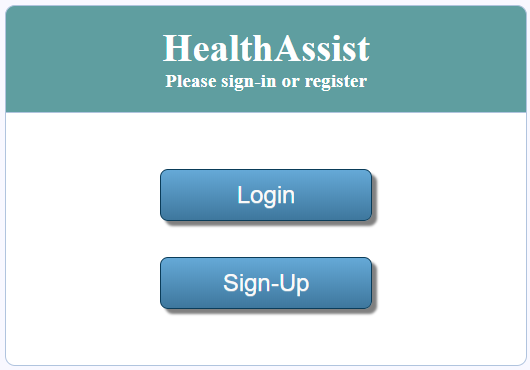 HealthAssist
Please sign-in or register
Login
Sign-Up